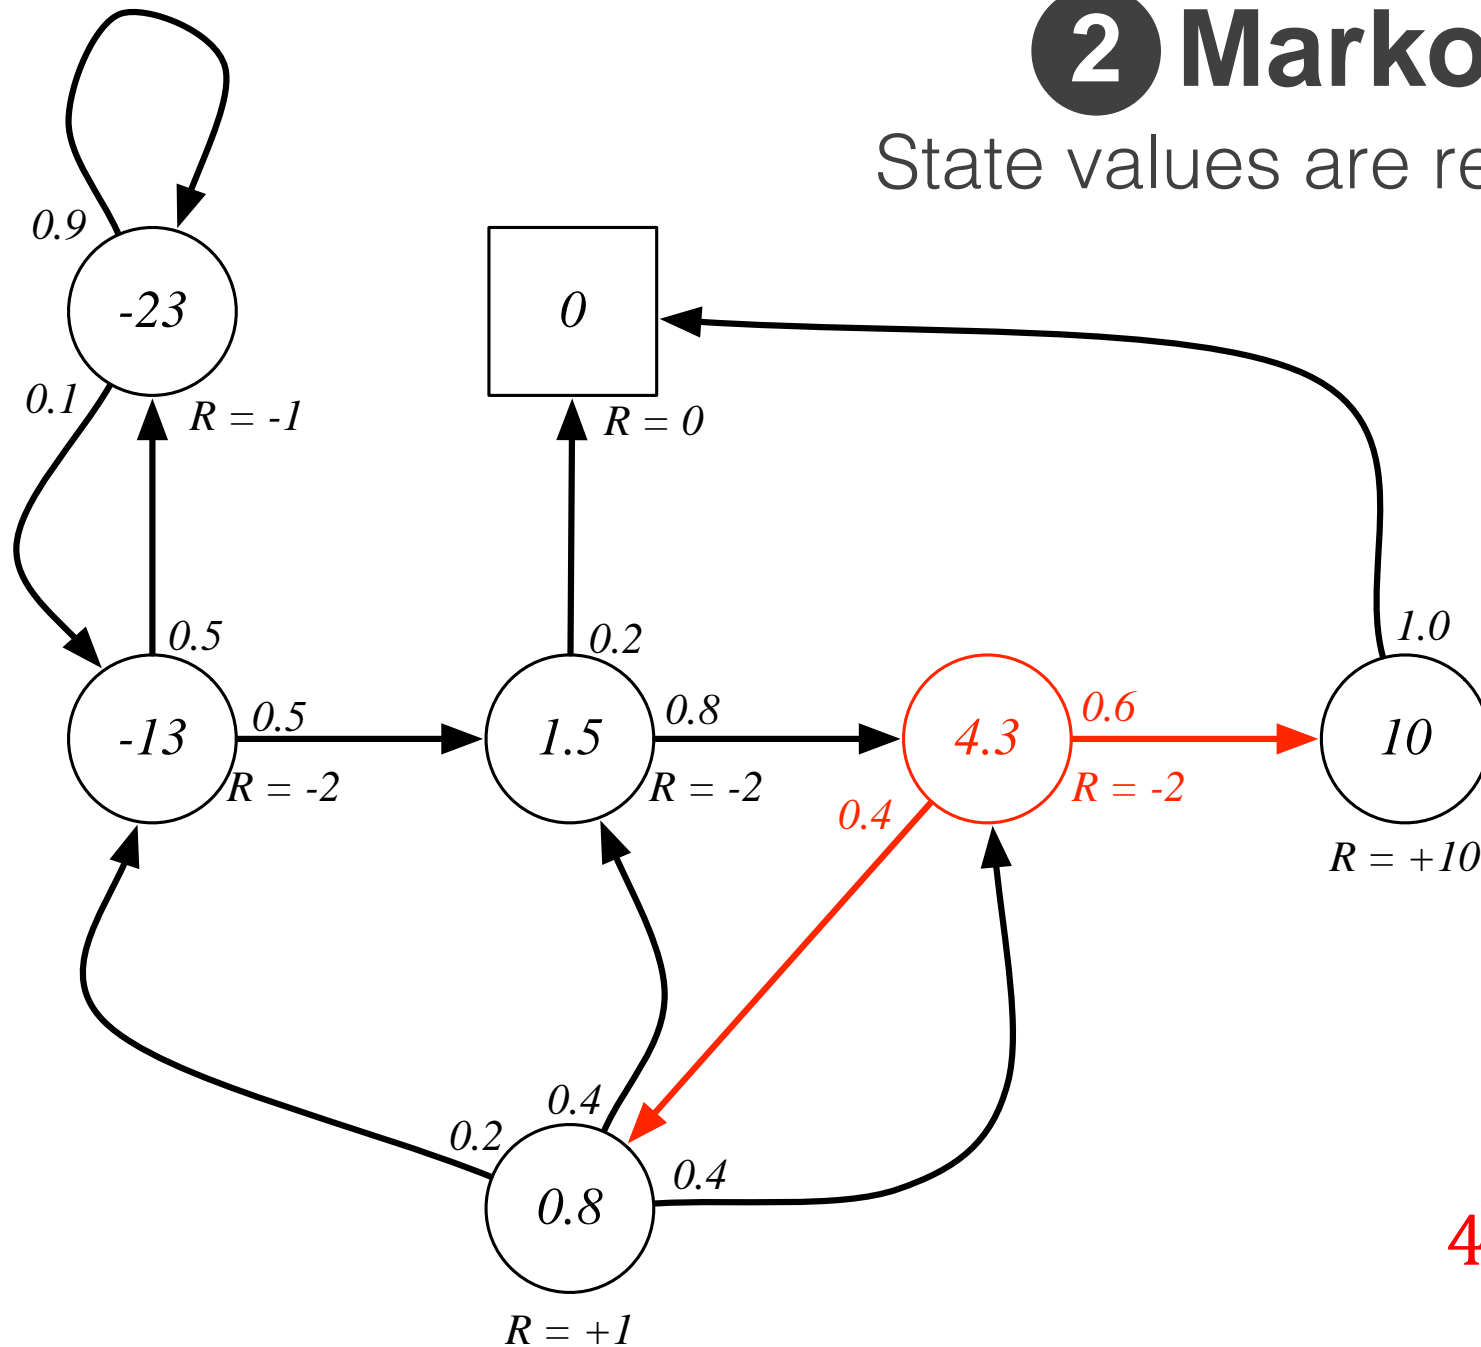 2 Marko
State values are re
0.9
-23
0
0.1
R = -1
R = 0
0.5
0.2
1.0
-13
0.5
1.5
0.8
4.3
0.6
10
R = -2
R = -2
0.4
R = -2
R = +10
0.4
0.2
0.4
0.8
4
R = +1